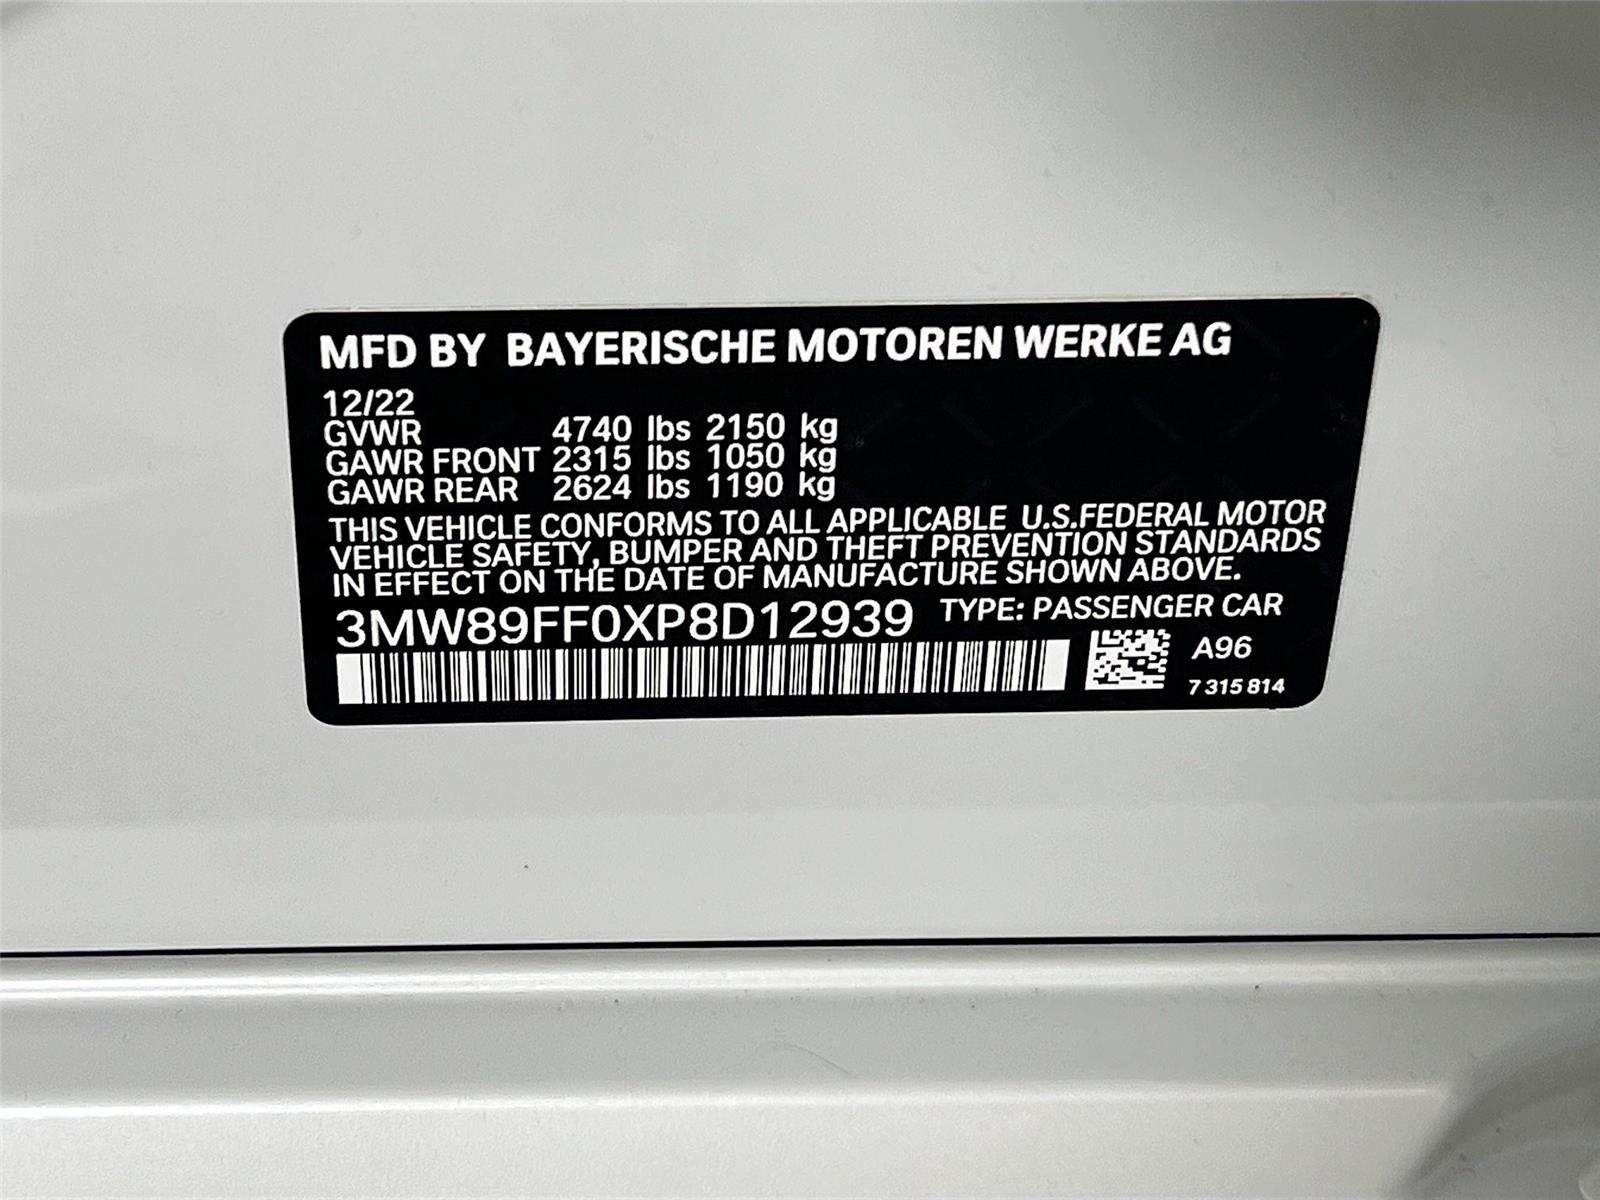 MFD BY BAYERISCHE MOTOREN WERKE AG
12/22
GVWR 4740 lbs 2150 kg
GAWR FRONT 2315 lbs 1050 kg
GAWR REAR 2624 lbs 1190 kg
THIS VEHICLE CONFORMS TO ALL APPLICABLE U.S.FEDERAL MOTOR
VEHICLE SAFETY, BUMPER AND THEFT PREVENTION STANDARDS
IN EFFECT ON THE DATE OF MANUFACTURE SHOWN ABOVE.
3MW89FF0XP8D12939 TYPE: PASSENGER CAR
A96
7 315 814